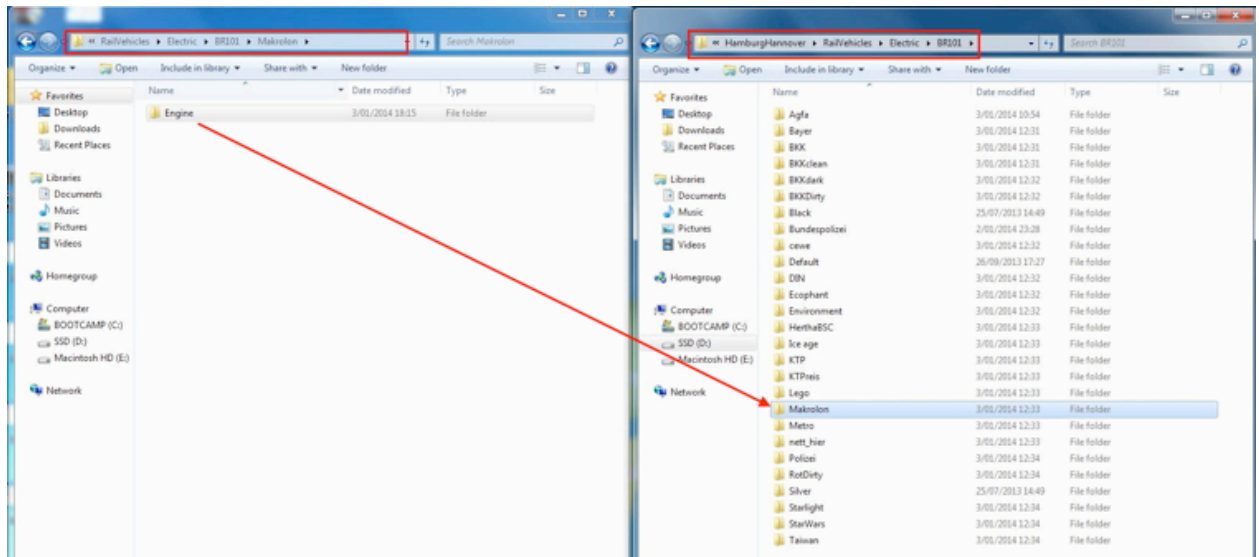 « RailVehicles ▸ Electric ▸ BR101 ▸ Makrolon ▸
Search Makrolon
Organize ▾ Open Include in library ▾ Share with ▾ New folder
Favorites
Desktop
Downloads
Recent Places
Libraries
Documents
Music
Pictures
Videos
Homegroup
Computer
BOOTCAMP (C:)
SSD (D:)
Macintosh HD (E:)
Network
Name Date modified Type Size
Engine 3/01/2014 18:15 File folder
« HamburgHannover ▸ RailVehicles ▸ Electric ▸ BR101 ▸
Search BR101
Organize ▾ Open Include in library ▾ Share with ▾ New folder
Favorites
Desktop
Downloads
Recent Places
Libraries
Documents
Music
Pictures
Videos
Homegroup
Computer
BOOTCAMP (C:)
SSD (D:)
Macintosh HD (E:)
Network
Name Date modified Type Size
Agfa 3/01/2014 10:54 File folder
Bayer 3/01/2014 12:31 File folder
BKK 3/01/2014 12:31 File folder
BKKclean 3/01/2014 12:31 File folder
BKKdark 3/01/2014 12:32 File folder
BKKDirty 3/01/2014 12:32 File folder
Black 25/07/2013 14:49 File folder
Bundespolizei 2/01/2014 23:28 File folder
cewe 3/01/2014 12:32 File folder
Default 26/09/2013 17:27 File folder
DIN 3/01/2014 12:32 File folder
Ecophant 3/01/2014 12:32 File folder
Environment 3/01/2014 12:32 File folder
HerthaBSC 3/01/2014 12:33 File folder
Ice age 3/01/2014 12:33 File folder
KTP 3/01/2014 12:33 File folder
KTPreis 3/01/2014 12:33 File folder
Lego 3/01/2014 12:33 File folder
Makrolon 3/01/2014 12:33 File folder
Metro 3/01/2014 12:33 File folder
nett_hier 3/01/2014 12:33 File folder
Polizei 3/01/2014 12:34 File folder
RotDirty 3/01/2014 12:34 File folder
Silver 25/07/2013 14:49 File folder
Starlight 3/01/2014 12:34 File folder
StarWars 3/01/2014 12:34 File folder
Taiwan 3/01/2014 12:34 File folder